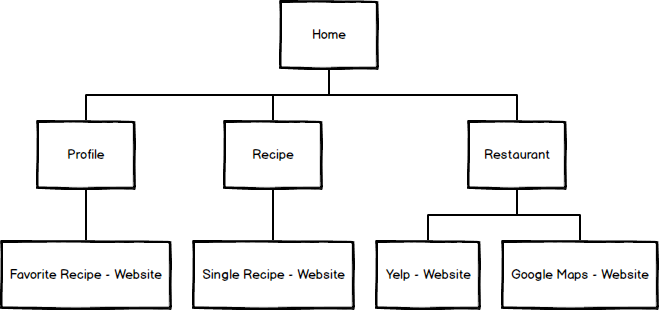 Home
Profile
Recipe
Restaurant
Favorite Recipe - Website
Single Recipe - Website
Yelp - Website
Google Maps - Website